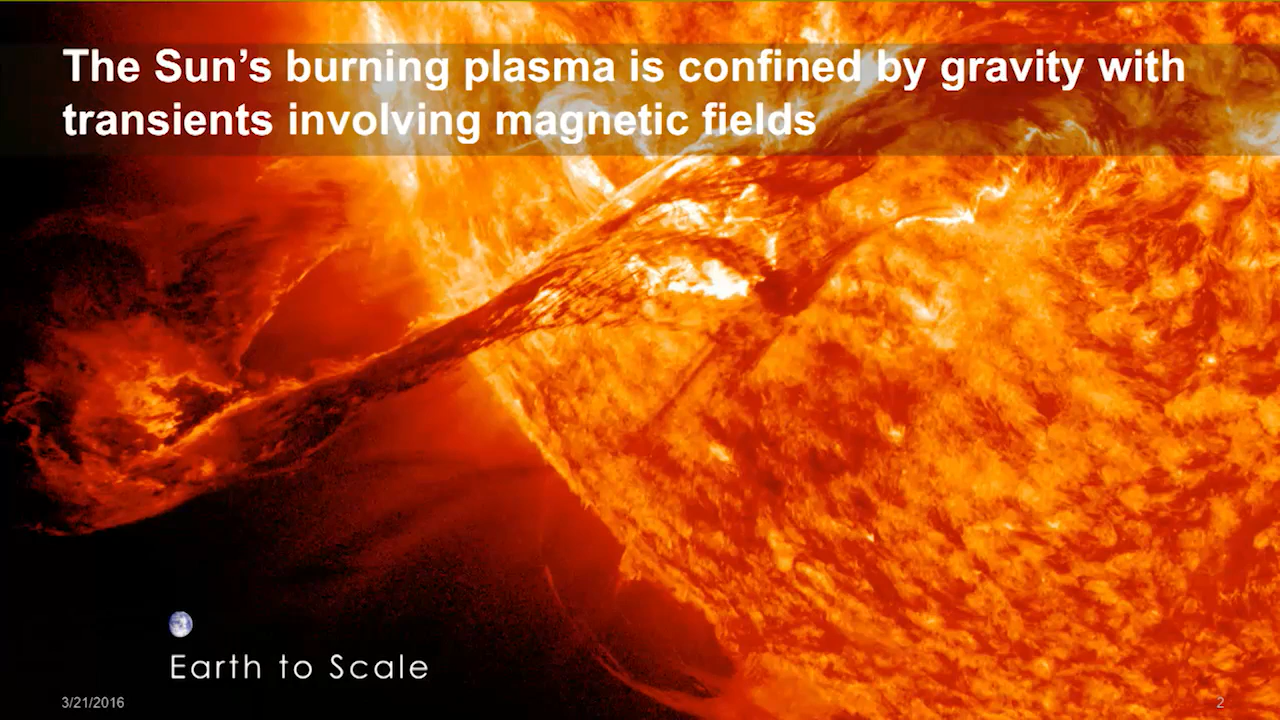 The Sun’s burning plasma is confined by gravity with
transients involving magnetic fields
Earth to Scale
3/21/2016
2